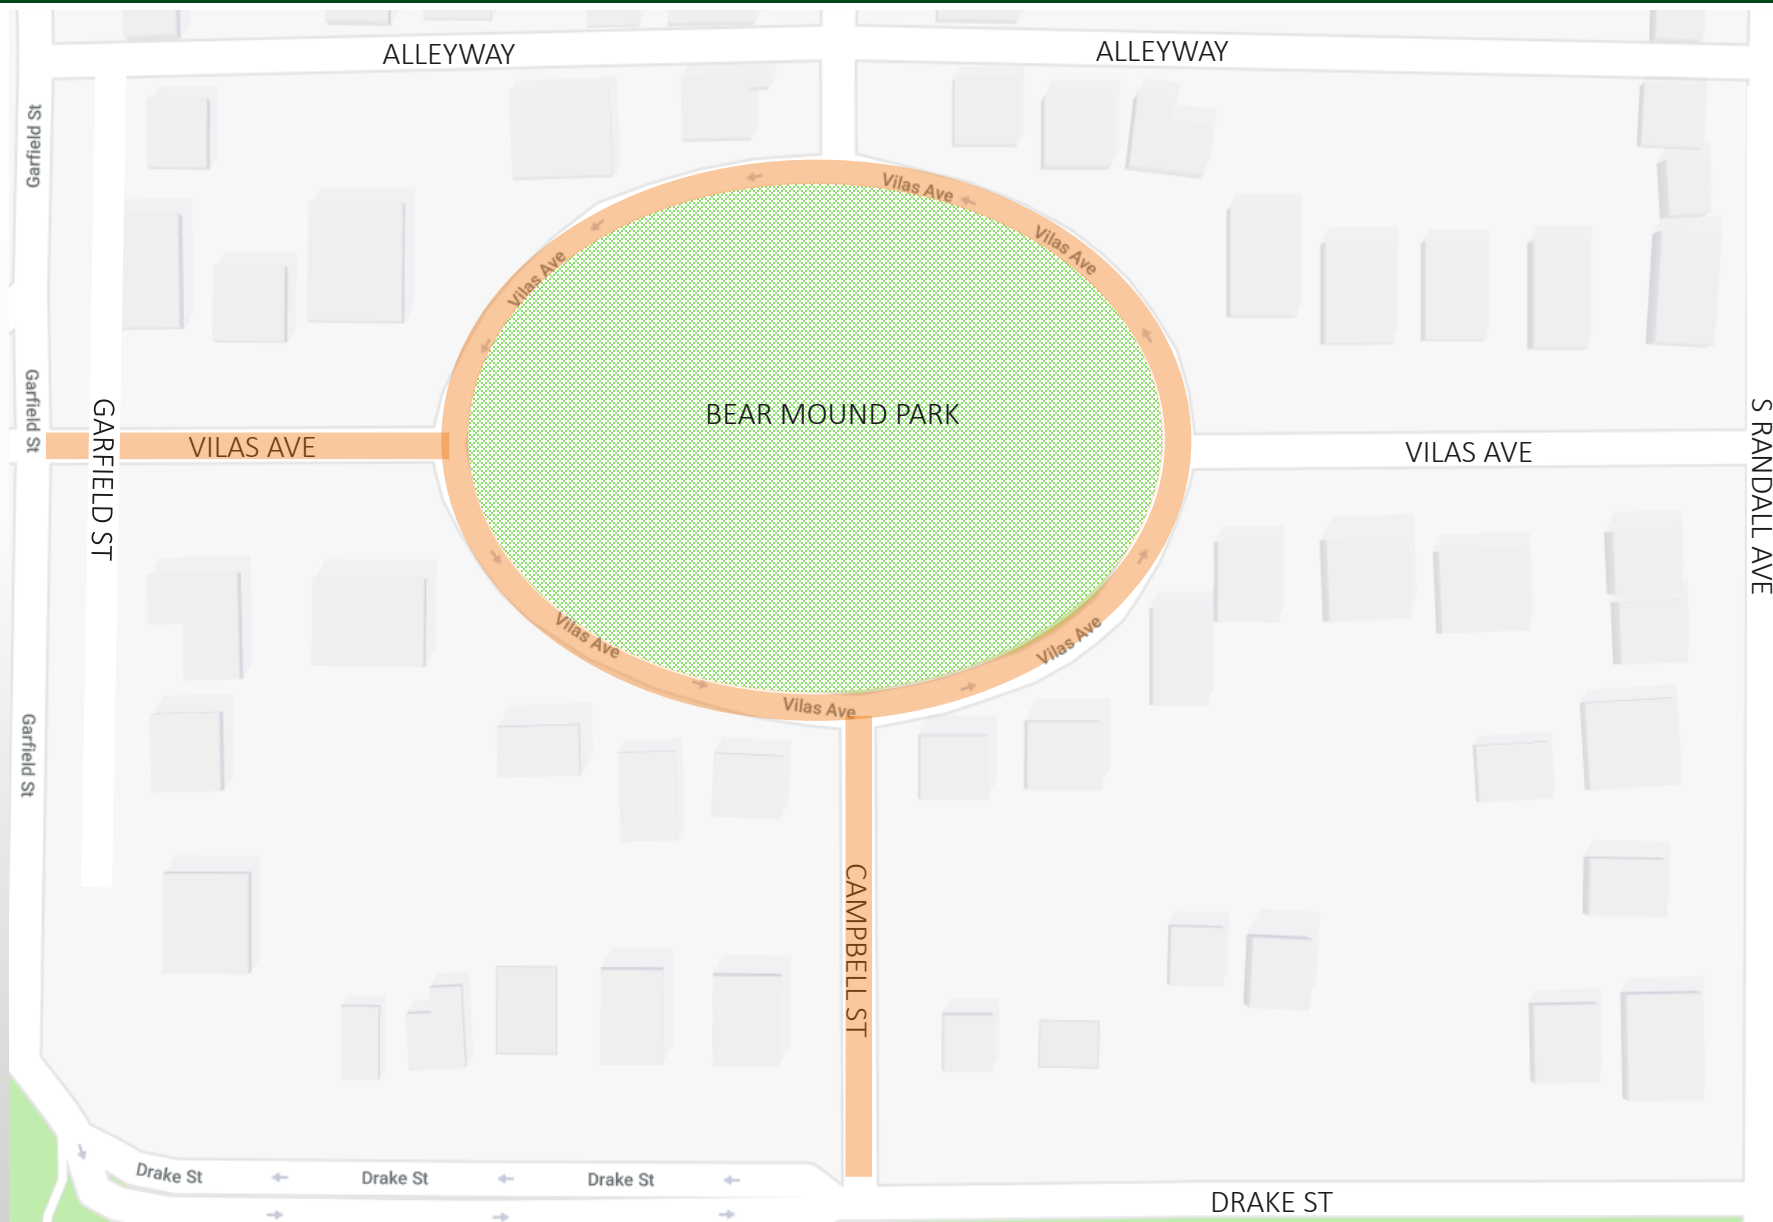 ALLEYWAY
ALLEYWAY
Garfield St
Vilas Ave
Vilas Ave
Vilas Ave
Garfield St
GARFIELD ST
VILAS AVE
BEAR MOUND PARK
VILAS AVE
S RANDALL AVE
Vilas Ave
Vilas Ave
Vilas Ave
Garfield St
CAMPBELL ST
Drake St
Drake St
Drake St
DRAKE ST